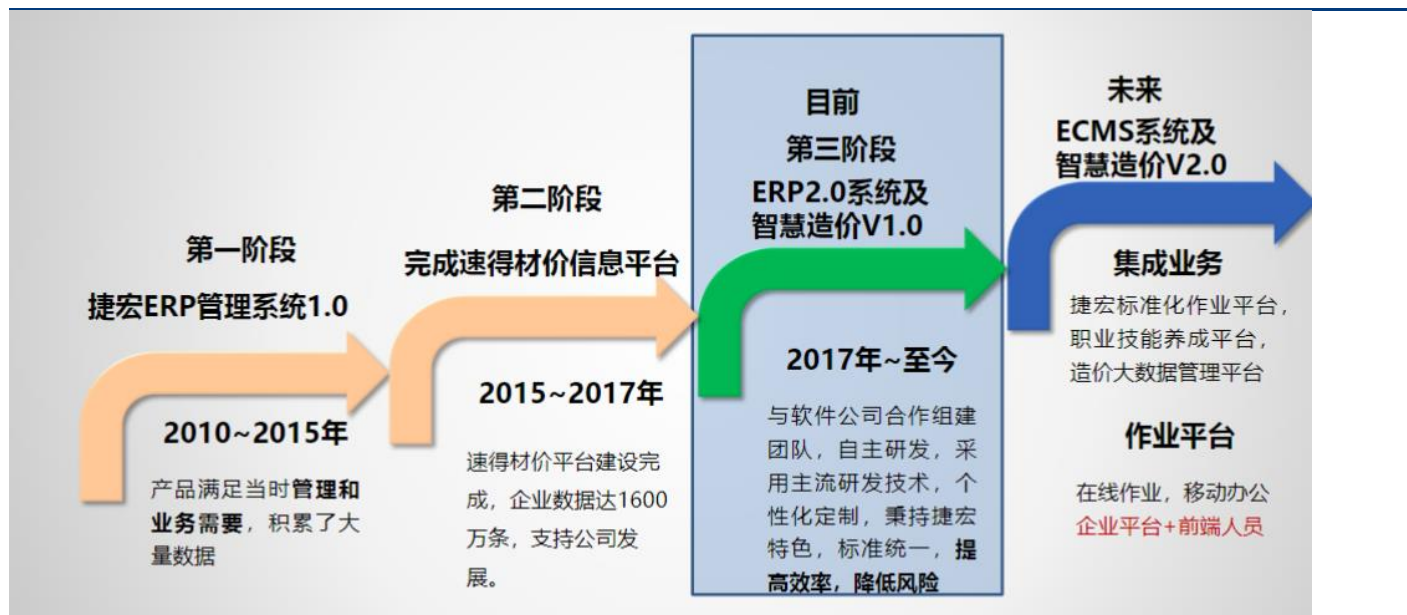 第一阶段
捷宏ERP管理系统1.0
2010~2015年
产品满足当时管理和
业务需要，积累了大
量数据
第二阶段
完成速得材价信息平台
2015~2017年
速得材价平台建设完
成，企业数据达1600
万条，支持公司发
展。
目前
第三阶段
ERP2.0系统及
智慧造价V1.0
2017年~至今
与软件公司合作组建
团队，自主研发，采
用主流研发技术，个
性化定制，秉持捷宏
特色，标准统一，提
高效率，降低风险
未来
ECMS系统及
智慧造价V2.0
集成业务
捷宏标准化作业平台，
职业技能养成平台，
造价大数据管理平台
作业平台
在线作业，移动办公
企业平台+前端人员